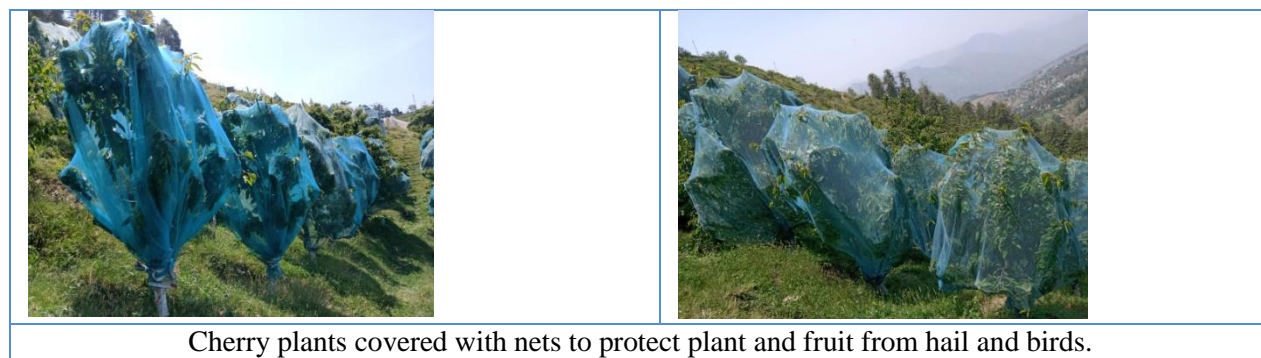 Cherry plants covered with nets to protect plant and fruit from hail and birds.